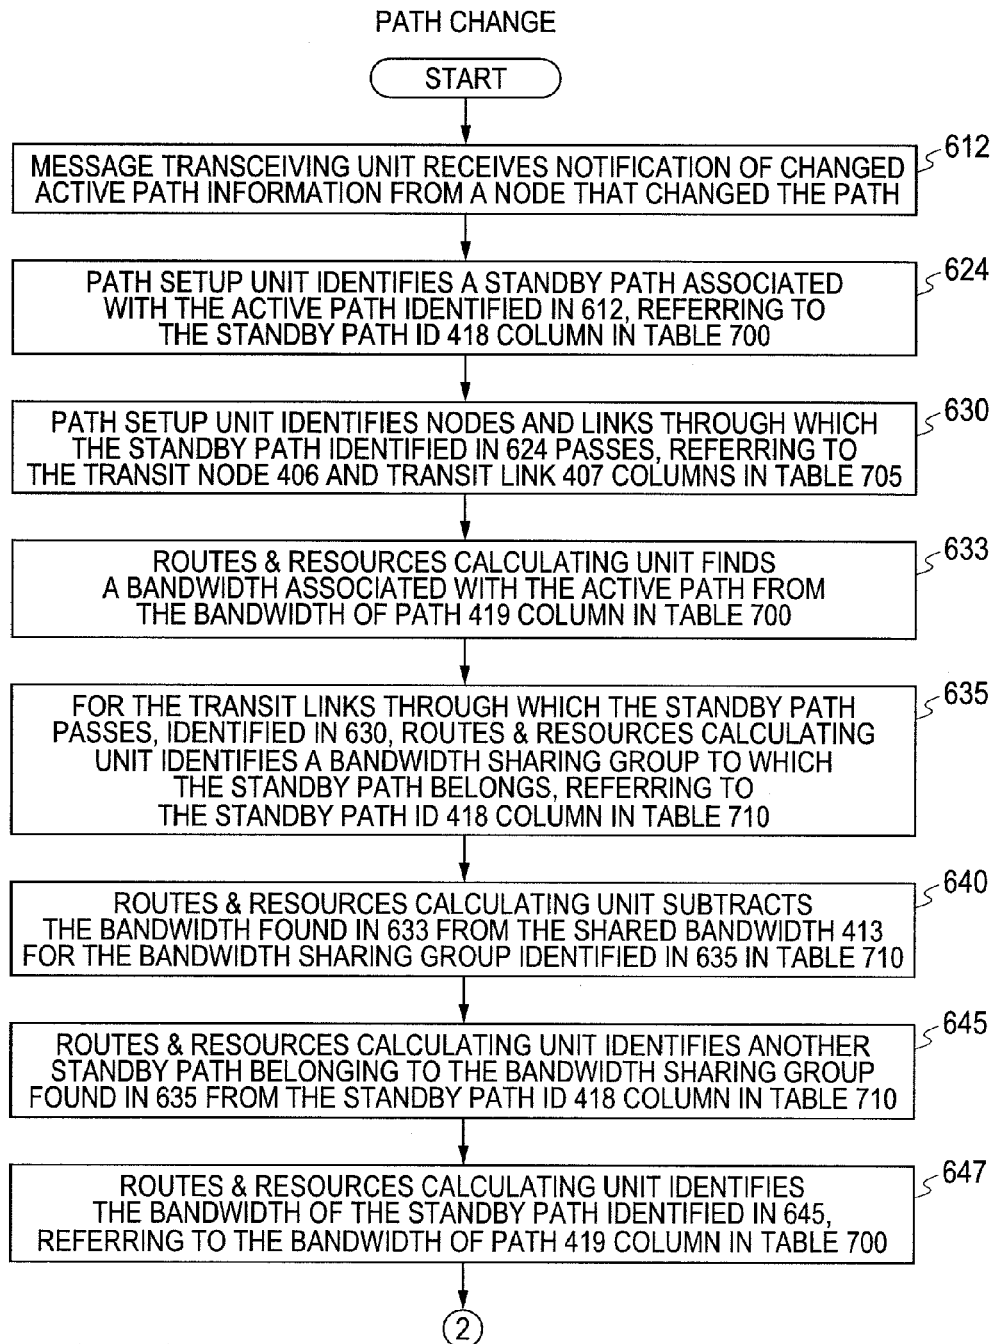 PATH CHANGE
START
612
MESSAGE TRANSCEIVING UNIT RECEIVES NOTIFICATION OF CHANGED
ACTIVE PATH INFORMATION FROM A NODE THAT CHANGED THE PATH
624
PATH SETUP UNIT IDENTIFIES A STANDBY PATH ASSOCIATED
WITH THE ACTIVE PATH IDENTIFIED IN 612, REFERRING TO
THE STANDBY PATH ID 418 COLUMN IN TABLE 700
630
PATH SETUP UNIT IDENTIFIES NODES AND LINKS THROUGH WHICH
THE STANDBY PATH IDENTIFIED IN 624 PASSES, REFERRING TO
THE TRANSIT NODE 406 AND TRANSIT LINK 407 COLUMNS IN TABLE 705
633
ROUTES & RESOURCES CALCULATING UNIT FINDS
A BANDWIDTH ASSOCIATED WITH THE ACTIVE PATH FROM
THE BANDWIDTH OF PATH 419 COLUMN IN TABLE 700
635
FOR THE TRANSIT LINKS THROUGH WHICH THE STANDBY PATH
PASSES, IDENTIFIED IN 630, ROUTES & RESOURCES CALCULATING
UNIT IDENTIFIES A BANDWIDTH SHARING GROUP TO WHICH
THE STANDBY PATH BELONGS, REFERRING TO
THE STANDBY PATH ID 418 COLUMN IN TABLE 710
640
ROUTES & RESOURCES CALCULATING UNIT SUBTRACTS
THE BANDWIDTH FOUND IN 633 FROM THE SHARED BANDWIDTH 413
FOR THE BANDWIDTH SHARING GROUP IDENTIFIED IN 635 IN TABLE 710
645
ROUTES & RESOURCES CALCULATING UNIT IDENTIFIES ANOTHER
STANDBY PATH BELONGING TO THE BANDWIDTH SHARING GROUP
FOUND IN 635 FROM THE STANDBY PATH ID 418 COLUMN IN TABLE 710
647
ROUTES & RESOURCES CALCULATING UNIT IDENTIFIES
THE BANDWIDTH OF THE STANDBY PATH IDENTIFIED IN 645,
REFERRING TO THE BANDWIDTH OF PATH 419 COLUMN IN TABLE 700
2